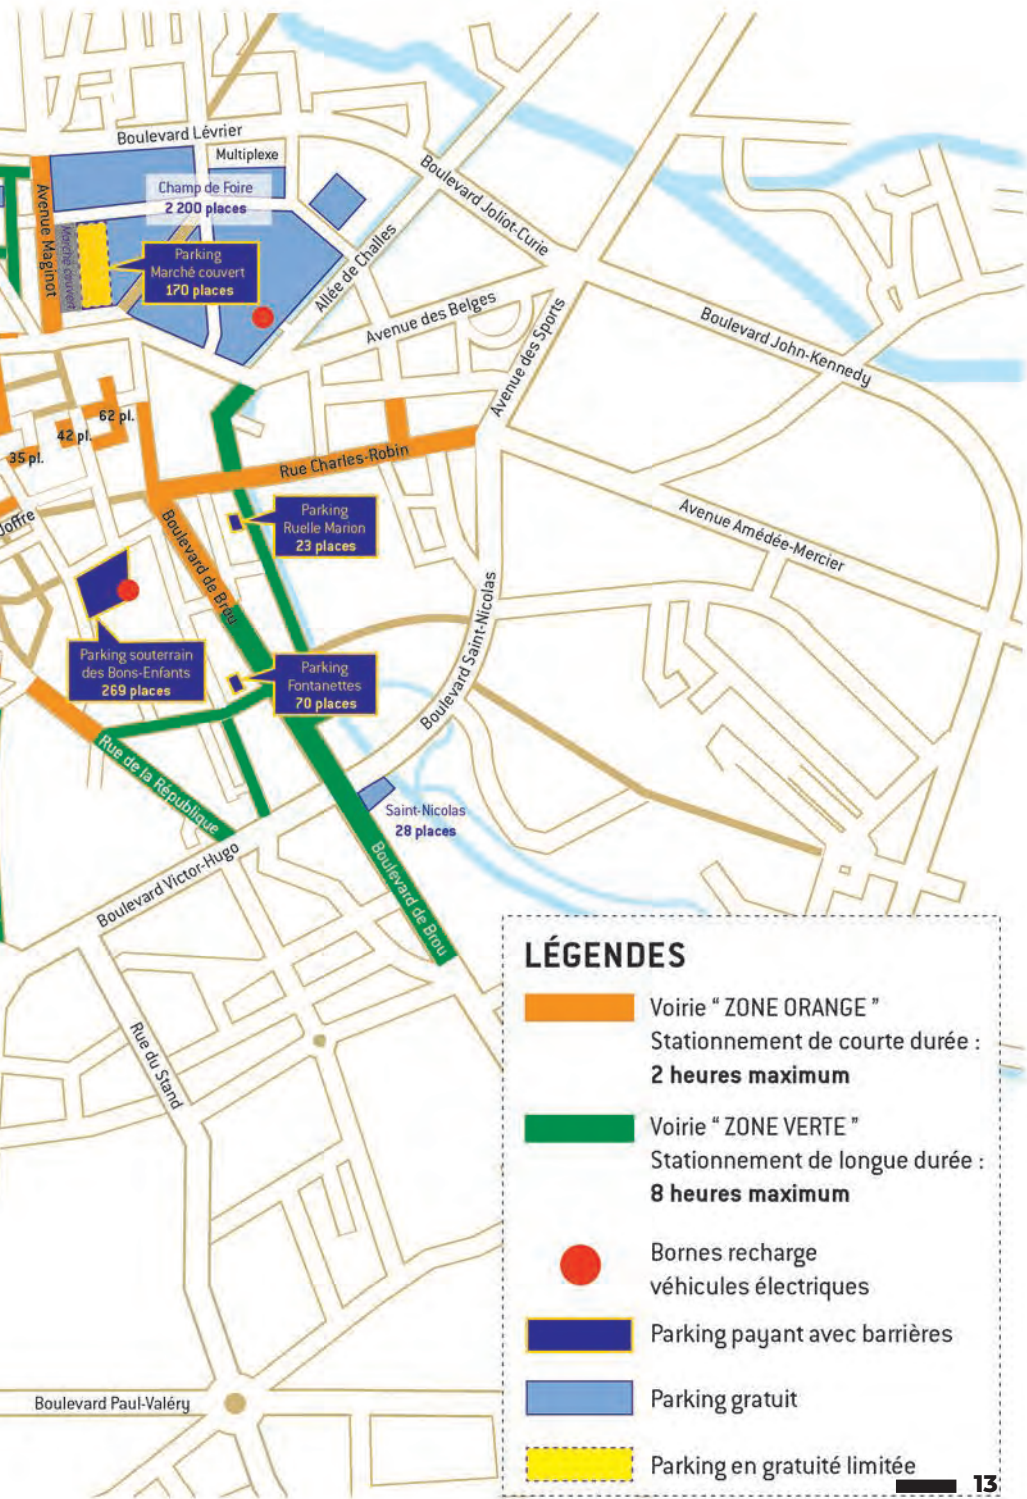 Boulevard Lévrier
Multiplexe
Champ de Foire
2 200 places
Avenue Maginot
Marché couvert
Parking
Marché couvert
170 places
Allée de Challes
Boulevard Joliot-Curie
Avenue des Belges
Avenue des Sports
Boulevard John-Kennedy
62 pl.
42 pl.
35 pl.
Rue Charles-Robin
Joffre
Parking
Ruelle Marion
23 places
Avenue Amédée-Mercier
Boulevard de Brou
Boulevard Saint-Nicolas
Parking souterrain
des Bons-Enfants
269 places
Parking
Fontanettes
70 places
Rue de la République
Saint-Nicolas
28 places
Boulevard Victor-Hugo
Boulevard de Brou
Rue du Stand
Boulevard Paul-Valéry
LÉGENDES
Voirie “ ZONE ORANGE ”
Stationnement de courte durée :
2 heures maximum
Voirie “ ZONE VERTE ”
Stationnement de longue durée :
8 heures maximum
Bornes recharge
véhicules électriques
Parking payant avec barrières
Parking gratuit
Parking en gratuité limitée
13